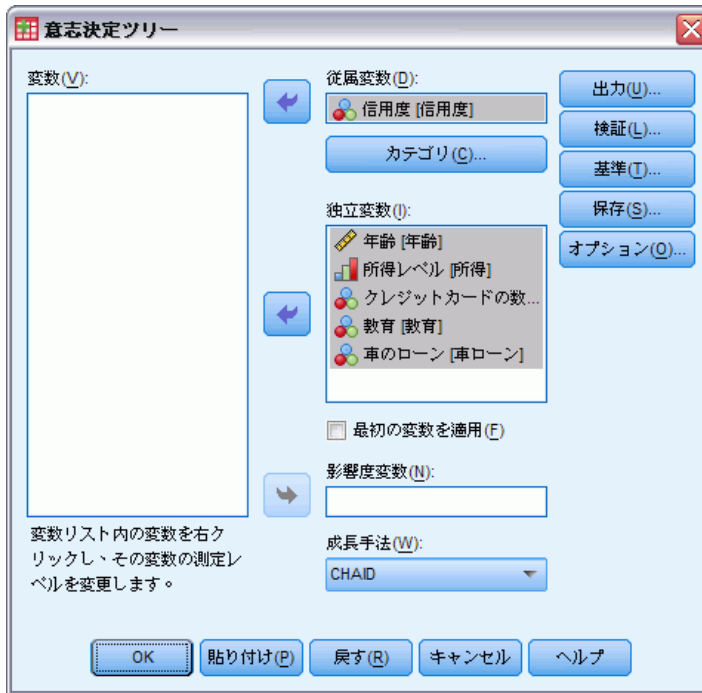 意志決定ツリー
変数(V):
従属変数(D):
信用度 [信用度]
カテゴリ(C)...
独立変数(I):
年齢 [年齢]
所得レベル [所得]
クレジットカードの数...
教育 [教育]
車のローン [車ローン]
最初の変数を適用(F)
影響度変数(N):
成長手法(W):
CHAID
変数リスト内の変数を右ク
リックし、その変数の測定レ
ベルを変更します。
出力(U)...
検証(L)...
基準(T)...
保存(S)...
オプション(O)...
OK
貼り付け(P)
戻す(R)
キャンセル
ヘルプ